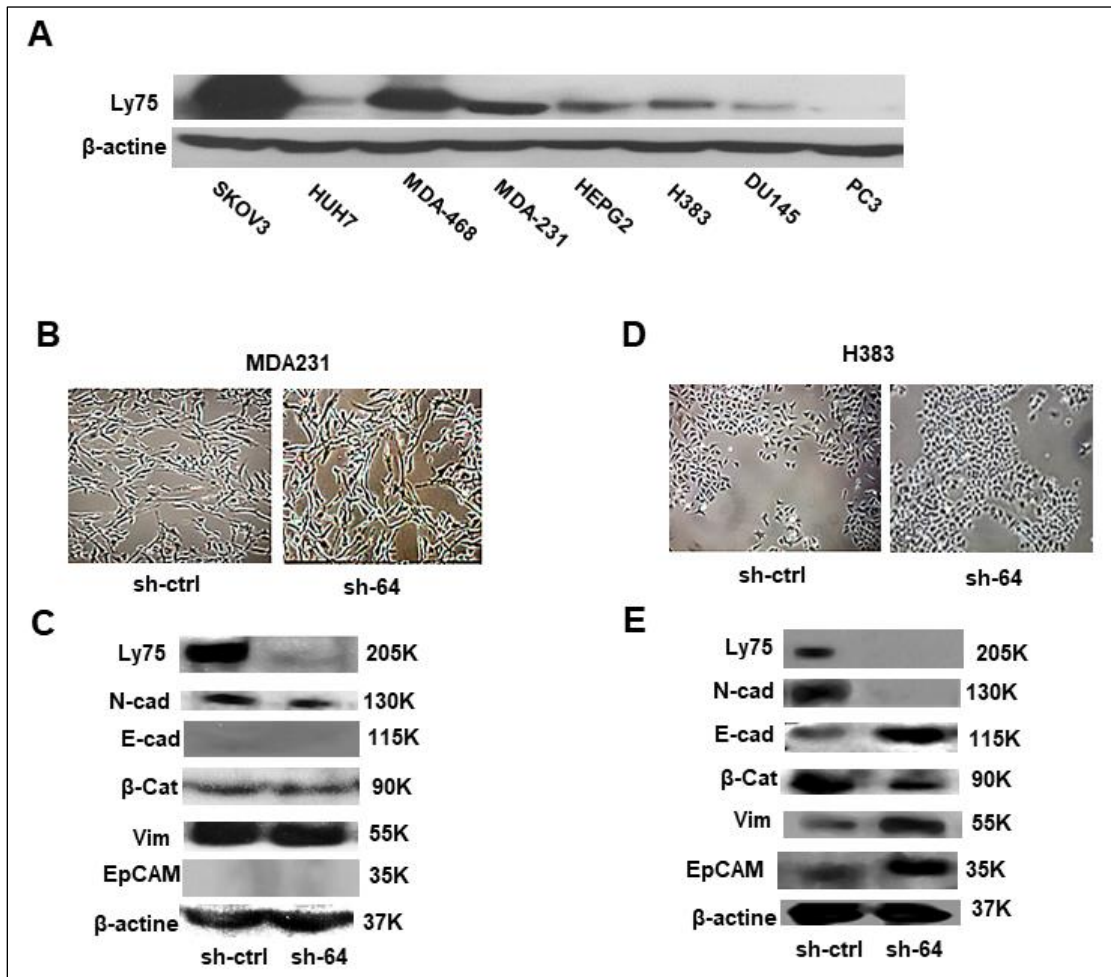 A
Ly75
β-actine
SKOV3 HUH7 MDA-468 MDA-231 HEPG2 H383 DU145 PC3
B
MDA231
sh-ctrl sh-64
D
H383
sh-ctrl sh-64
C
Ly75 205K
N-cad 130K
E-cad 115K
β-Cat 90K
Vim 55K
EpCAM 35K
β-actine 37K
sh-ctrl sh-64
E
Ly75 205K
N-cad 130K
E-cad 115K
β-Cat 90K
Vim 55K
EpCAM 35K
β-actine 37K
sh-ctrl sh-64